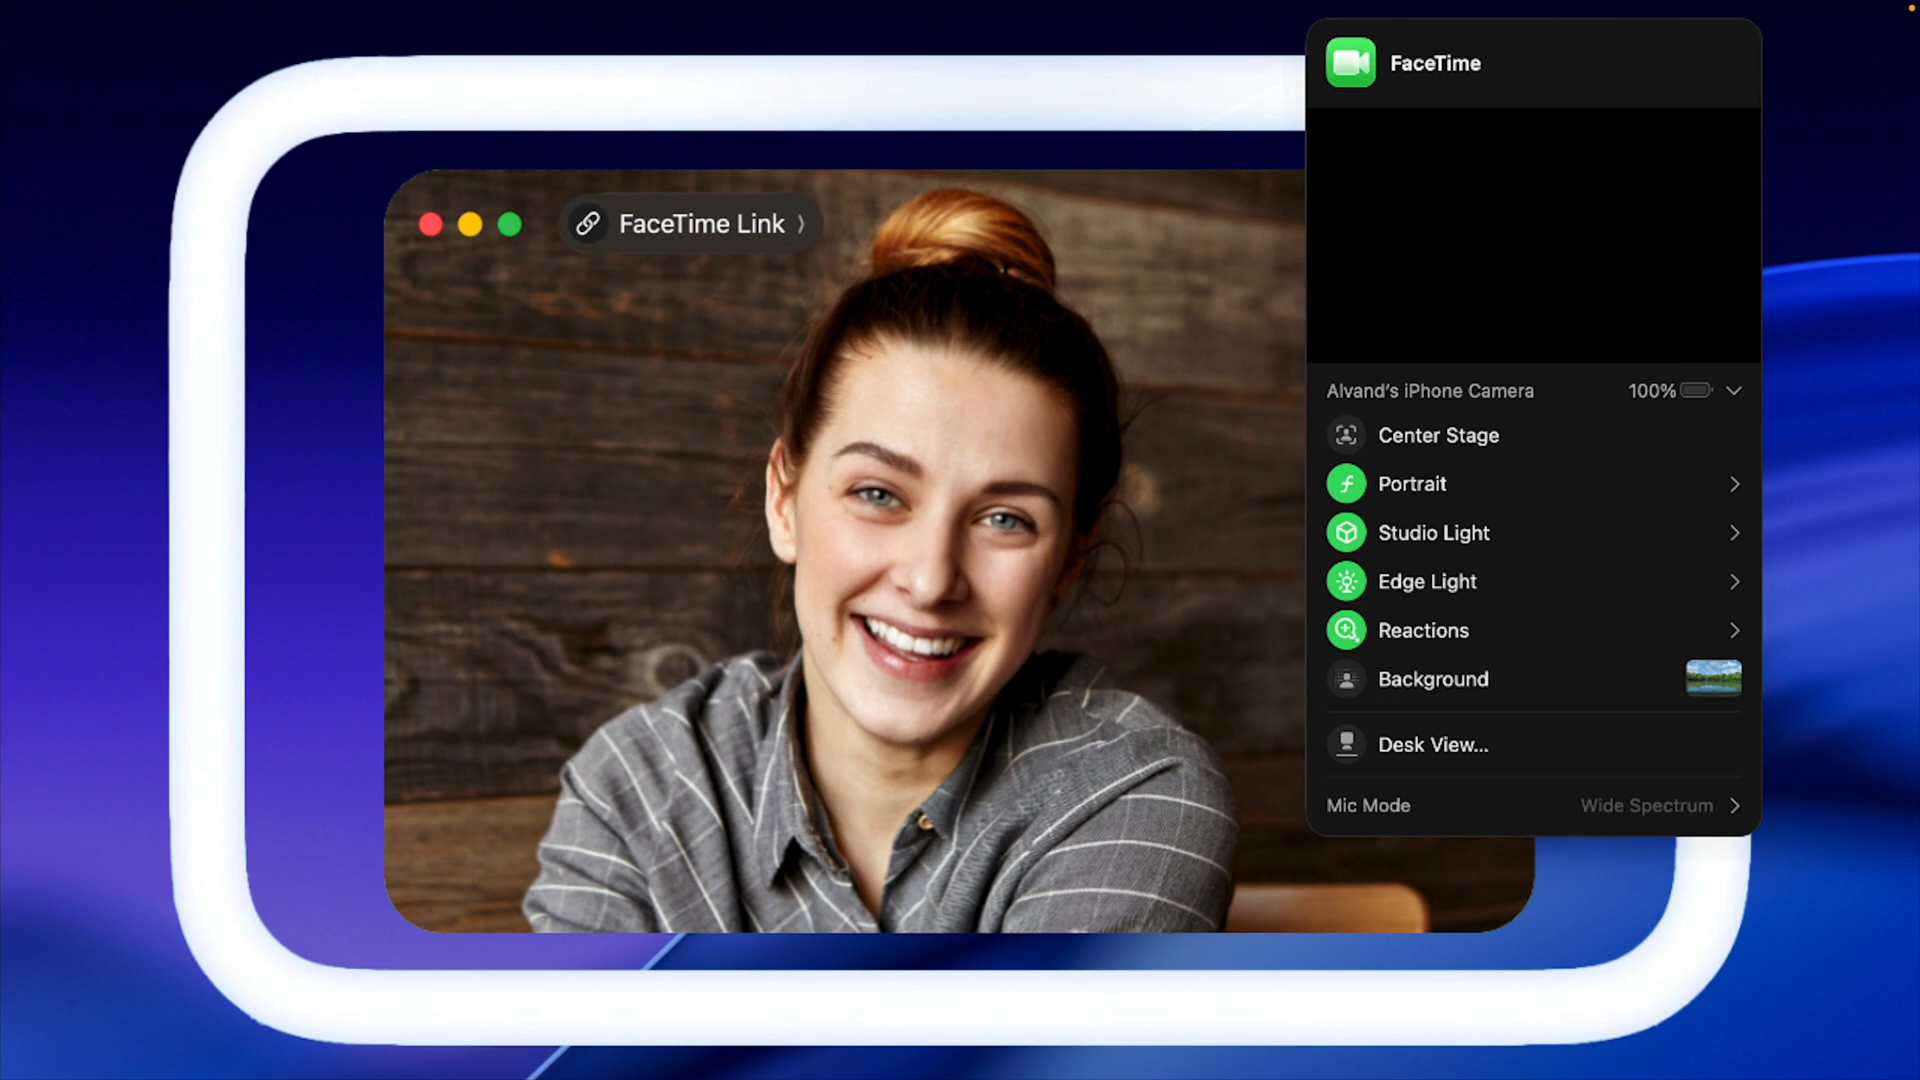 FaceTime
FaceTime Link
Alvand's iPhone Camera 100%
Center Stage
Portrait
Studio Light
Edge Light
Reactions
Background
Desk View...
Mic Mode Wide Spectrum